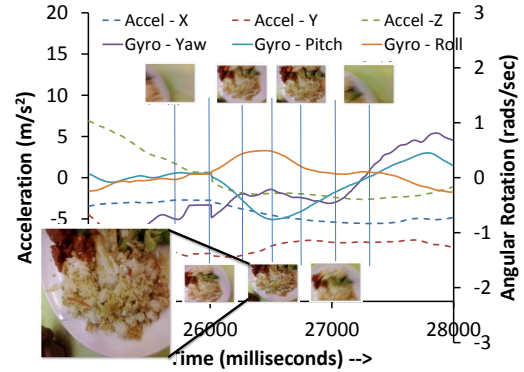 Accel - X Accel - Y Accel -Z
Gyro - Yaw Gyro - Pitch Gyro - Roll
Acceleration (m/s²)
20
15
10
5
0
-5
Angular Rotation (rads/sec)
3
2
1
0
-1
-2
-3
26000 27000 28000
ime (milliseconds) -->